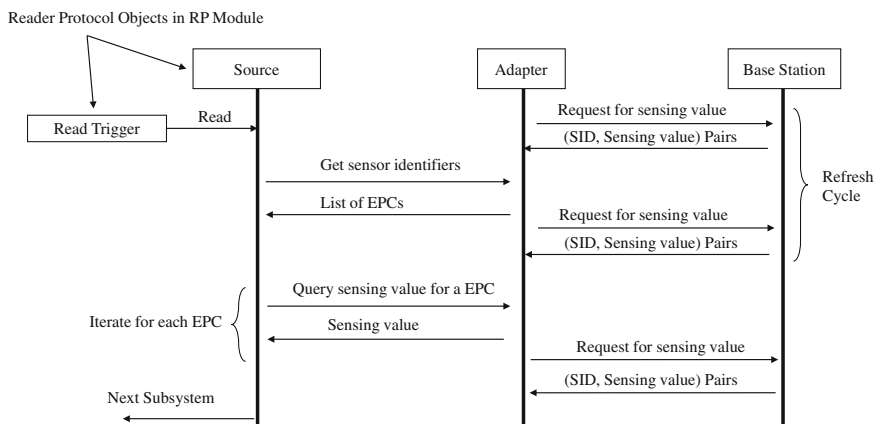 Reader Protocol Objects in RP Module
Source
Adapter
Base Station
Read Trigger
Read
Request for sensing value
(SID, Sensing value) Pairs
Get sensor identifiers
List of EPCs
Refresh
Cycle
Request for sensing value
(SID, Sensing value) Pairs
Query sensing value for a EPC
Iterate for each EPC
Sensing value
Request for sensing value
(SID, Sensing value) Pairs
Next Subsystem